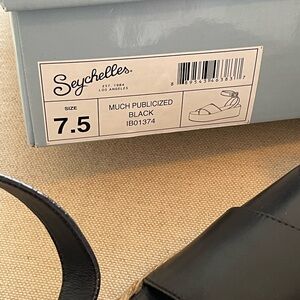 Seychelles.
EST. 1984
LOS ANGELES
SIZE
7.5
MUCH PUBLICIZED
BLACK
IB01374